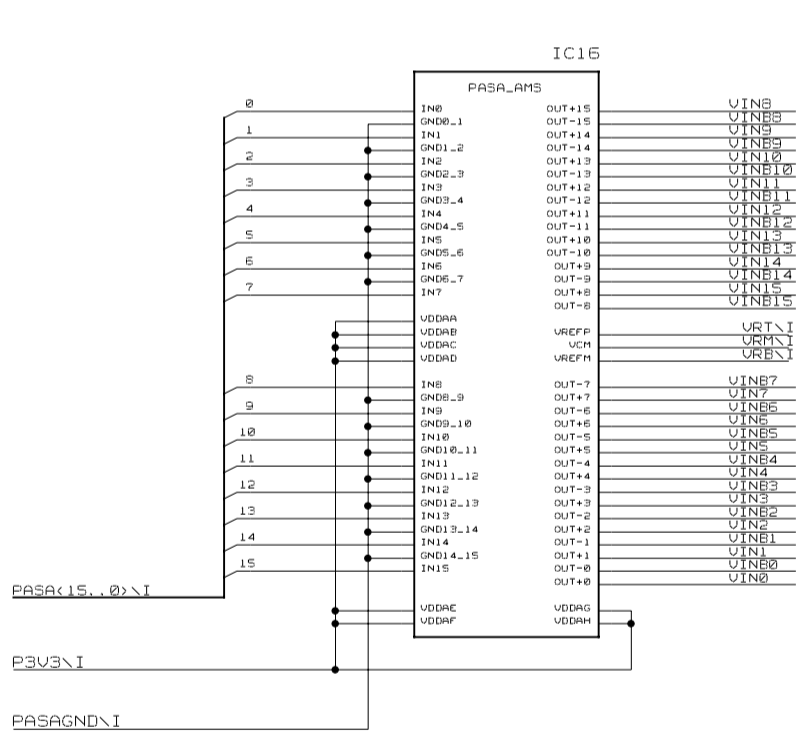 IC16
PASA_AMS
0 IN0 OUT+15 VIN8
GND0_1 OUT-15 VINB8
1 IN1 OUT+14 VIN9
GND1_2 OUT-14 VINB9
2 IN2 OUT+13 VIN10
GND2_3 OUT-13 VINB10
3 IN3 OUT+12 VIN11
GND3_4 OUT-12 VINB11
4 IN4 OUT+11 VIN12
GND4_5 OUT-11 VINB12
5 IN5 OUT+10 VIN13
GND5_6 OUT-10 VINB13
6 IN6 OUT+9 VIN14
GND6_7 OUT-9 VINB14
7 IN7 OUT+8 VIN15
OUT-8 VINB15
VDDAA
VDDAB VREFP VRT\I
VDDAC VCM VRM\I
VDDAD VREFM VRB\I
8 IN8 OUT-7 VINB7
GND8_9 OUT+7 VIN7
9 IN9 OUT-6 VINB6
GND9_10 OUT+6 VIN6
10 IN10 OUT-5 VINB5
GND10_11 OUT+5 VIN5
11 IN11 OUT-4 VINB4
GND11_12 OUT+4 VIN4
12 IN12 OUT-3 VINB3
GND12_13 OUT+3 VIN3
13 IN13 OUT-2 VINB2
GND13_14 OUT+2 VIN2
14 IN14 OUT-1 VINB1
GND14_15 OUT+1 VIN1
15 IN15 OUT-0 VINB0
OUT+0 VIN0
PASA<15..0>\I
VDDAE VDDAG
VDDAF VDDAH
P3V3\I
PASAGND\I